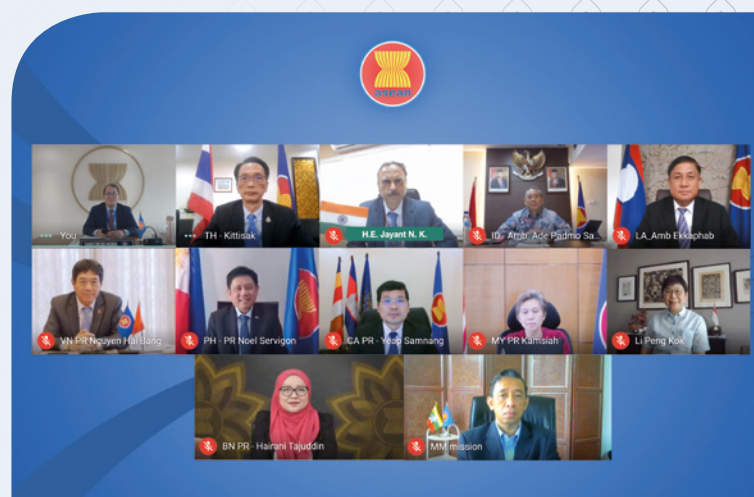 asean
You
TH - Kittisak
H.E. Jayant N. K.
ID_ Amb. Ade Padmo Sa...
LA_Amb Ekkaphab
VN PR Nguyen Hai Bang
PH - PR Noel Servigon
CA PR - Yeap Samnang
MY PR Kamsiah
Li Peng Kok
BN PR - Hairani Tajuddin
MM mission